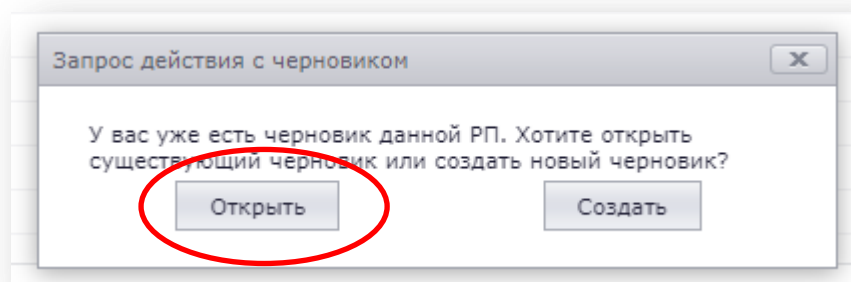 Запрос действия с черновиком
У вас уже есть черновик данной РП. Хотите открыть
существующий черновик или создать новый черновик?
Открыть
Создать